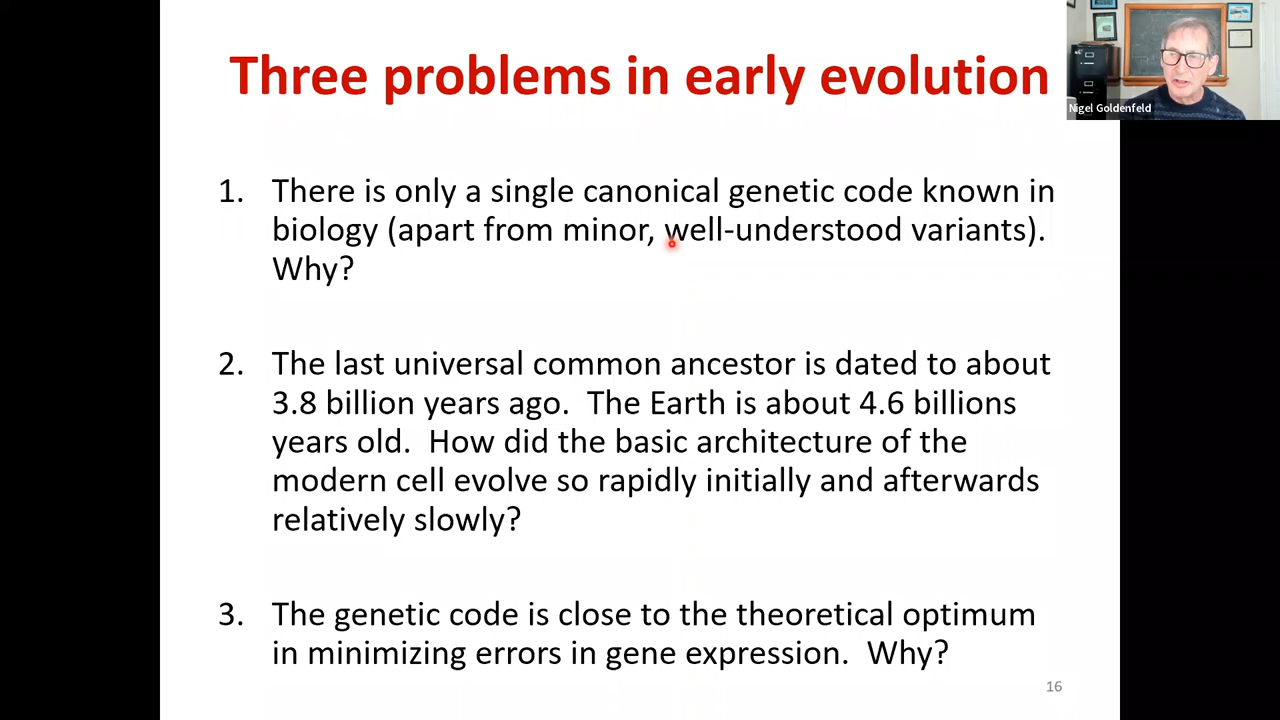 Three problems in early evolution
Nigel Goldenfeld
1. There is only a single canonical genetic code known in
biology (apart from minor, well-understood variants).
Why?
2. The last universal common ancestor is dated to about
3.8 billion years ago. The Earth is about 4.6 billions
years old. How did the basic architecture of the
modern cell evolve so rapidly initially and afterwards
relatively slowly?
3. The genetic code is close to the theoretical optimum
in minimizing errors in gene expression. Why?
16